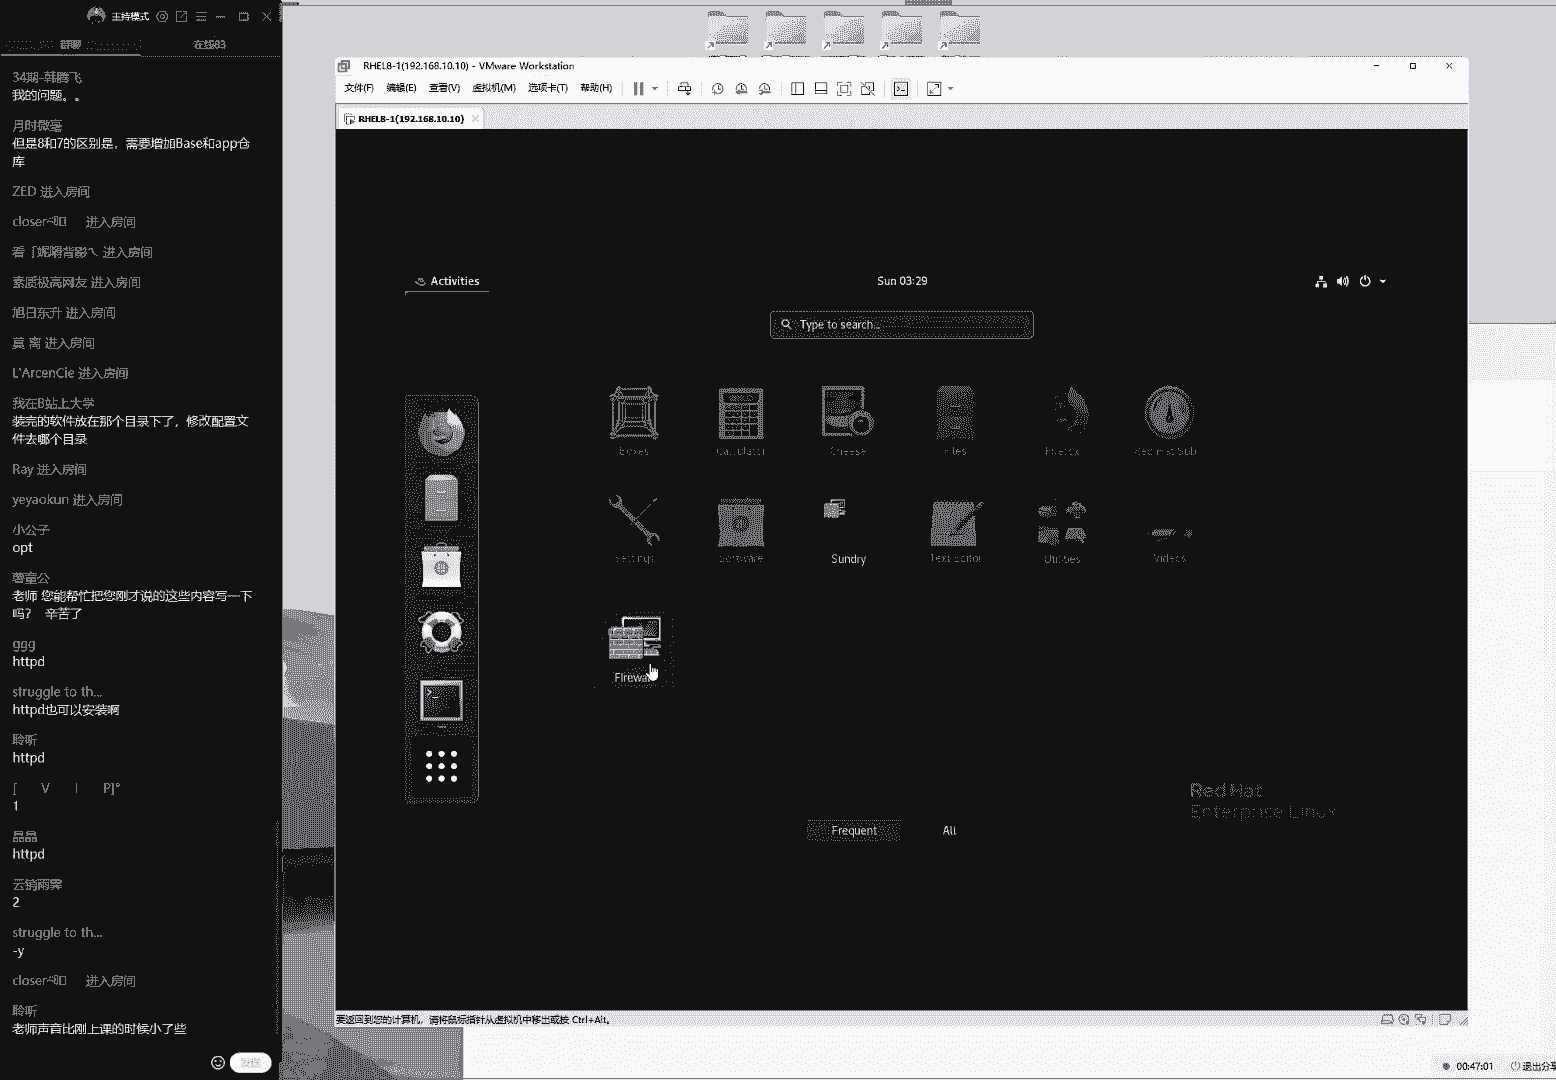 主持模式
群聊
在线83
34期-韩腾飞
我的问题。。
月时微毫
但是8和7的区别是，需要增加Base和app仓
库
ZED 进入房间
进入房间
进入房间
素质极高网友 进入房间
旭日东升 进入房间
莫 离 进入房间
L'ArcenCie 进入房间
我在B站上大学
装完的软件放在那个目录下了，修改配置文
件去哪个目录
Ray 进入房间
yeyaokun 进入房间
小公子
opt
老师 您能帮忙把您刚才说的这些内容写一下
吗？ 辛苦了
ggg
httpd
struggle to th...
httpd也可以安装啊
聆听
httpd
[ V I P]°
1
晶晶
httpd
云销雨霁
2
struggle to th...
-y
进入房间
聆听
老师声音比刚上课的时候小了些
发送
RHEL8-1(192.168.10.10) - VMware Workstation
文件(F) 编辑(E) 查看(V) 虚拟机(M) 选项卡(T) 帮助(H)
RHEL8-1(192.168.10.10)
Activities
Sun 03:29
Type to search...
Boxes Calculator Cheese Files Firefox Red Hat Sub...
Settings Software Sundry Text Editor Utilities Videos
Firewall
Red Hat
Enterprise Linux
Frequent All
要返回到您的计算机，请将鼠标指针从虚拟机中移出或按 Ctrl+Alt。
00:47:01 退出分享